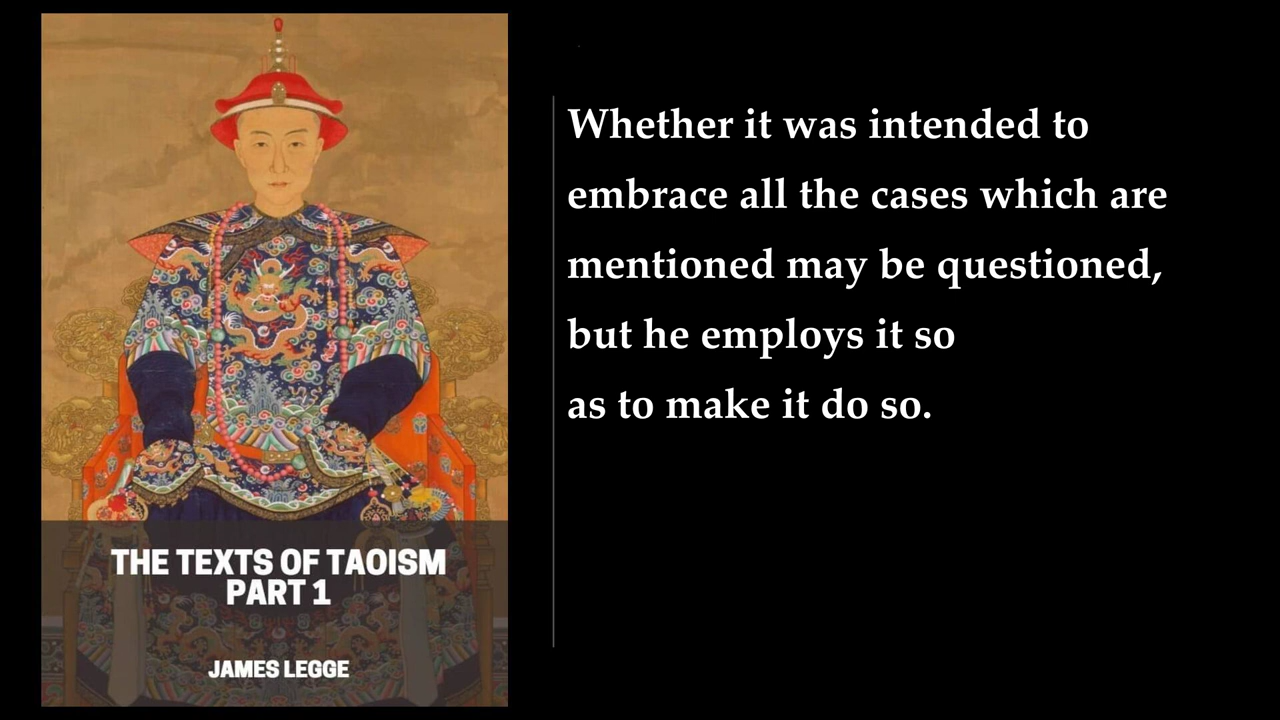 Whether it was intended to
embrace all the cases which are
mentioned may be questioned,
but he employs it so
as to make it do so.
THE TEXTS OF TAOISM
PART 1
JAMES LEGGE